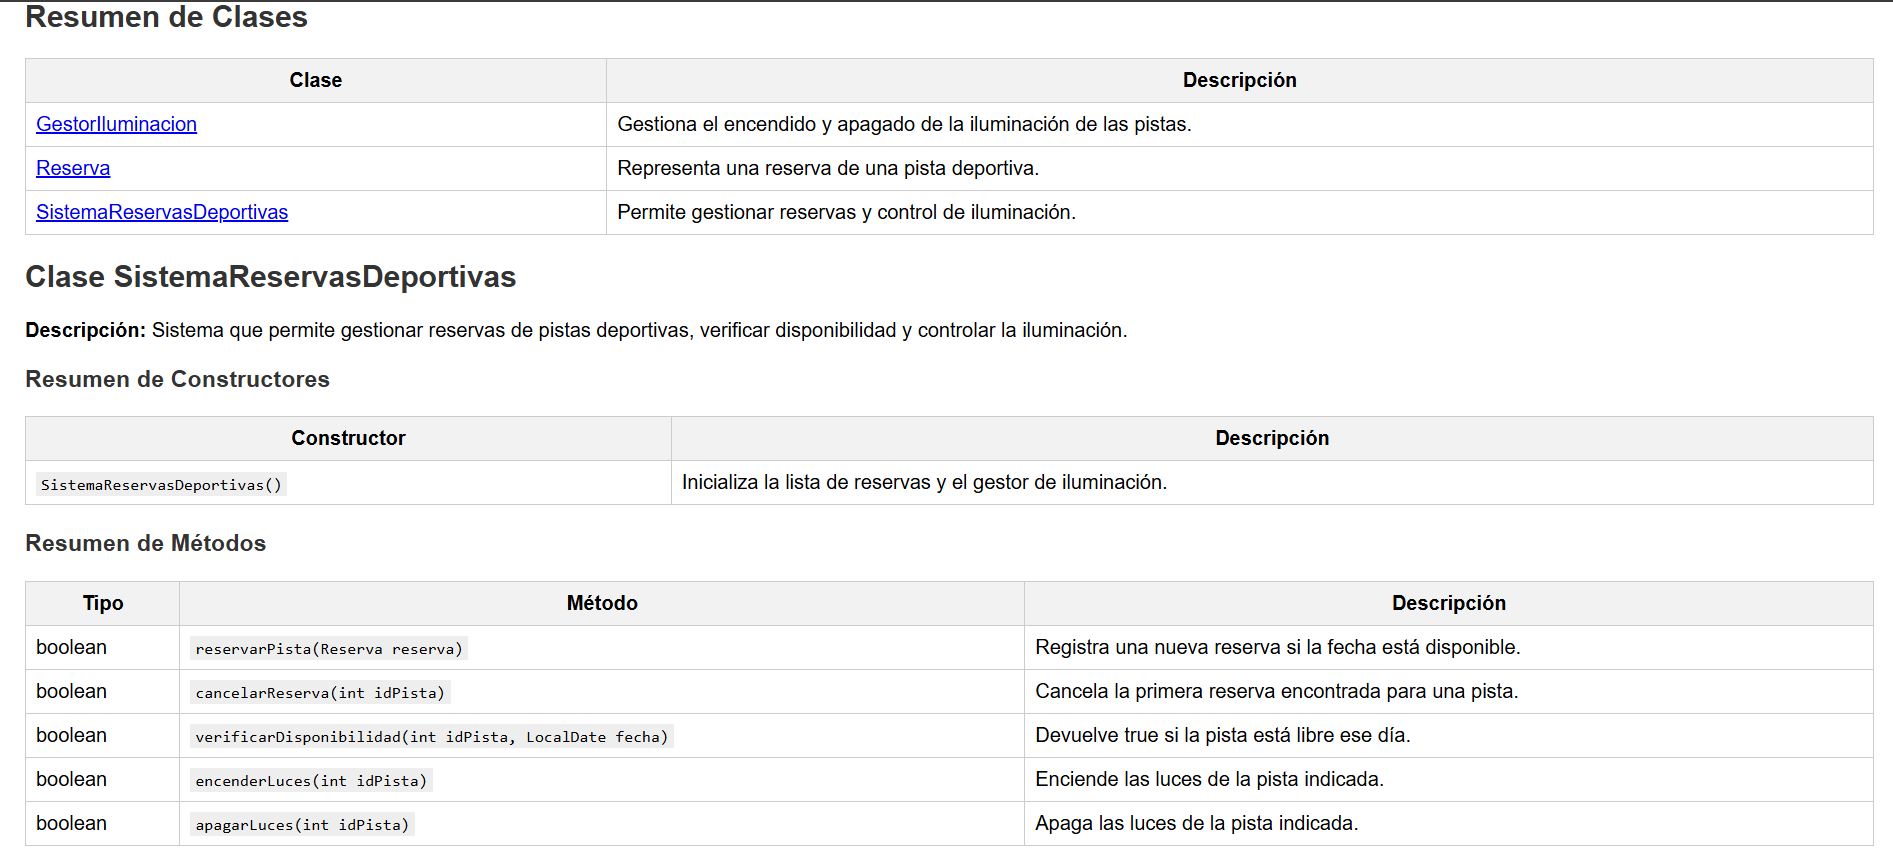 Resumen de Clases
Clase Descripción
GestorIluminacion Gestiona el encendido y apagado de la iluminación de las pistas.
Reserva Representa una reserva de una pista deportiva.
SistemaReservasDeportivas Permite gestionar reservas y control de iluminación.
Clase SistemaReservasDeportivas
Descripción: Sistema que permite gestionar reservas de pistas deportivas, verificar disponibilidad y controlar la iluminación.
Resumen de Constructores
Constructor Descripción
SistemaReservasDeportivas() Inicializa la lista de reservas y el gestor de iluminación.
Resumen de Métodos
Tipo Método Descripción
boolean reservarPista(Reserva reserva) Registra una nueva reserva si la fecha está disponible.
boolean cancelarReserva(int idPista) Cancela la primera reserva encontrada para una pista.
boolean verificarDisponibilidad(int idPista, LocalDate fecha) Devuelve true si la pista está libre ese día.
boolean encenderLuces(int idPista) Enciende las luces de la pista indicada.
boolean apagarLuces(int idPista) Apaga las luces de la pista indicada.